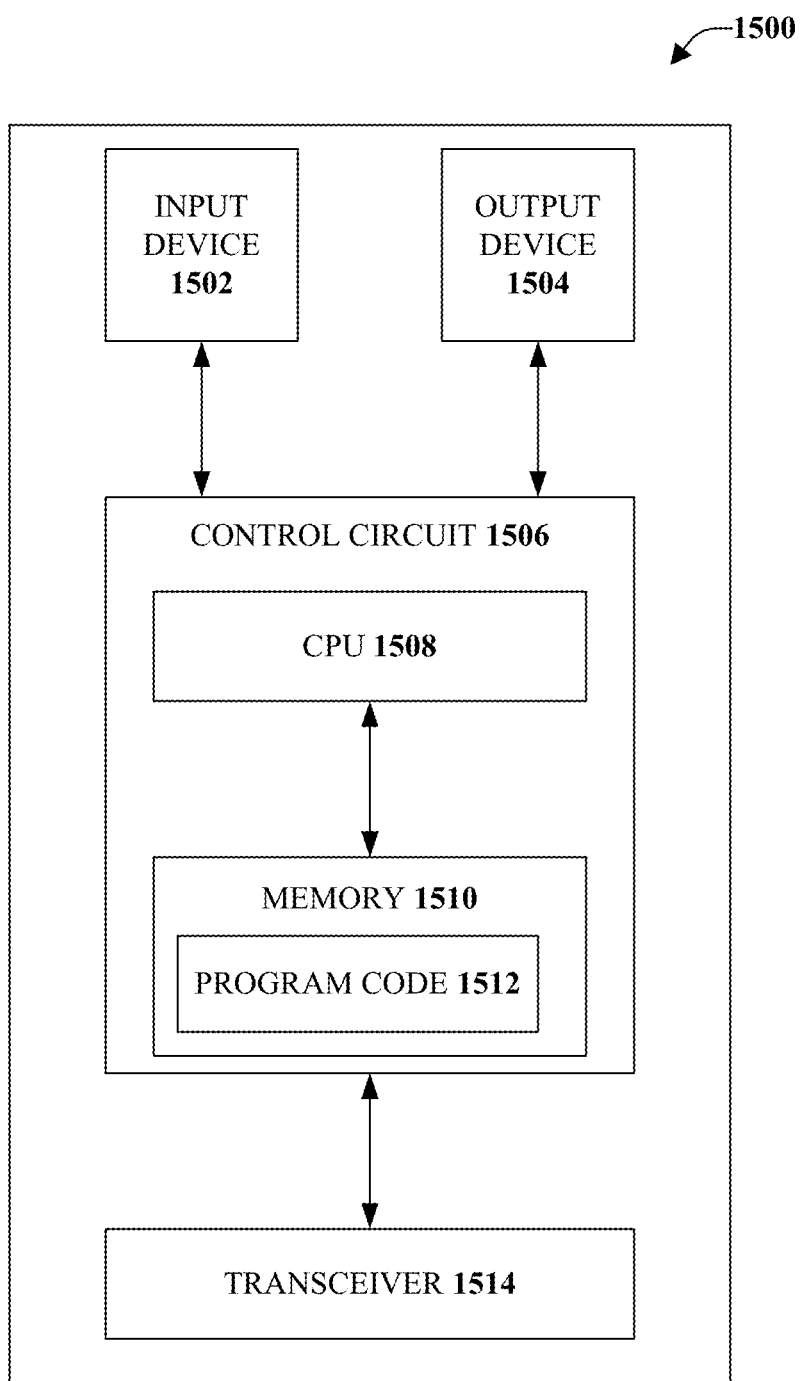 1500
INPUT
DEVICE
1502
OUTPUT
DEVICE
1504
CONTROL CIRCUIT 1506
CPU 1508
MEMORY 1510
PROGRAM CODE 1512
TRANSCEIVER 1514